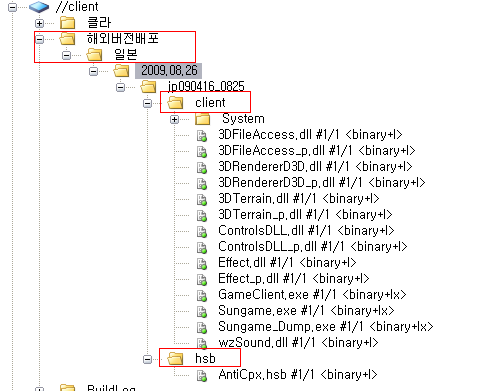 //client
클라
해외버전배포
일본
2009.08.26
jp090416_0825
client
System
3DFileAccess.dll #1/1 <binary+l>
3DFileAccess_p.dll #1/1 <binary+l>
3DRendererD3D.dll #1/1 <binary+l>
3DRendererD3D_p.dll #1/1 <binary+l>
3DTerrain.dll #1/1 <binary+l>
3DTerrain_p.dll #1/1 <binary+l>
ControlsDLL.dll #1/1 <binary+l>
ControlsDLL_p.dll #1/1 <binary+l>
Effect.dll #1/1 <binary+l>
Effect_p.dll #1/1 <binary+l>
GameClient.exe #1/1 <binary+lx>
Sungame.exe #1/1 <binary+lx>
Sungame_Dump.exe #1/1 <binary+lx>
wzSound.dll #1/1 <binary+l>
hsb
AntiCpx.hsb #1/1 <binary+l>
BuildLog